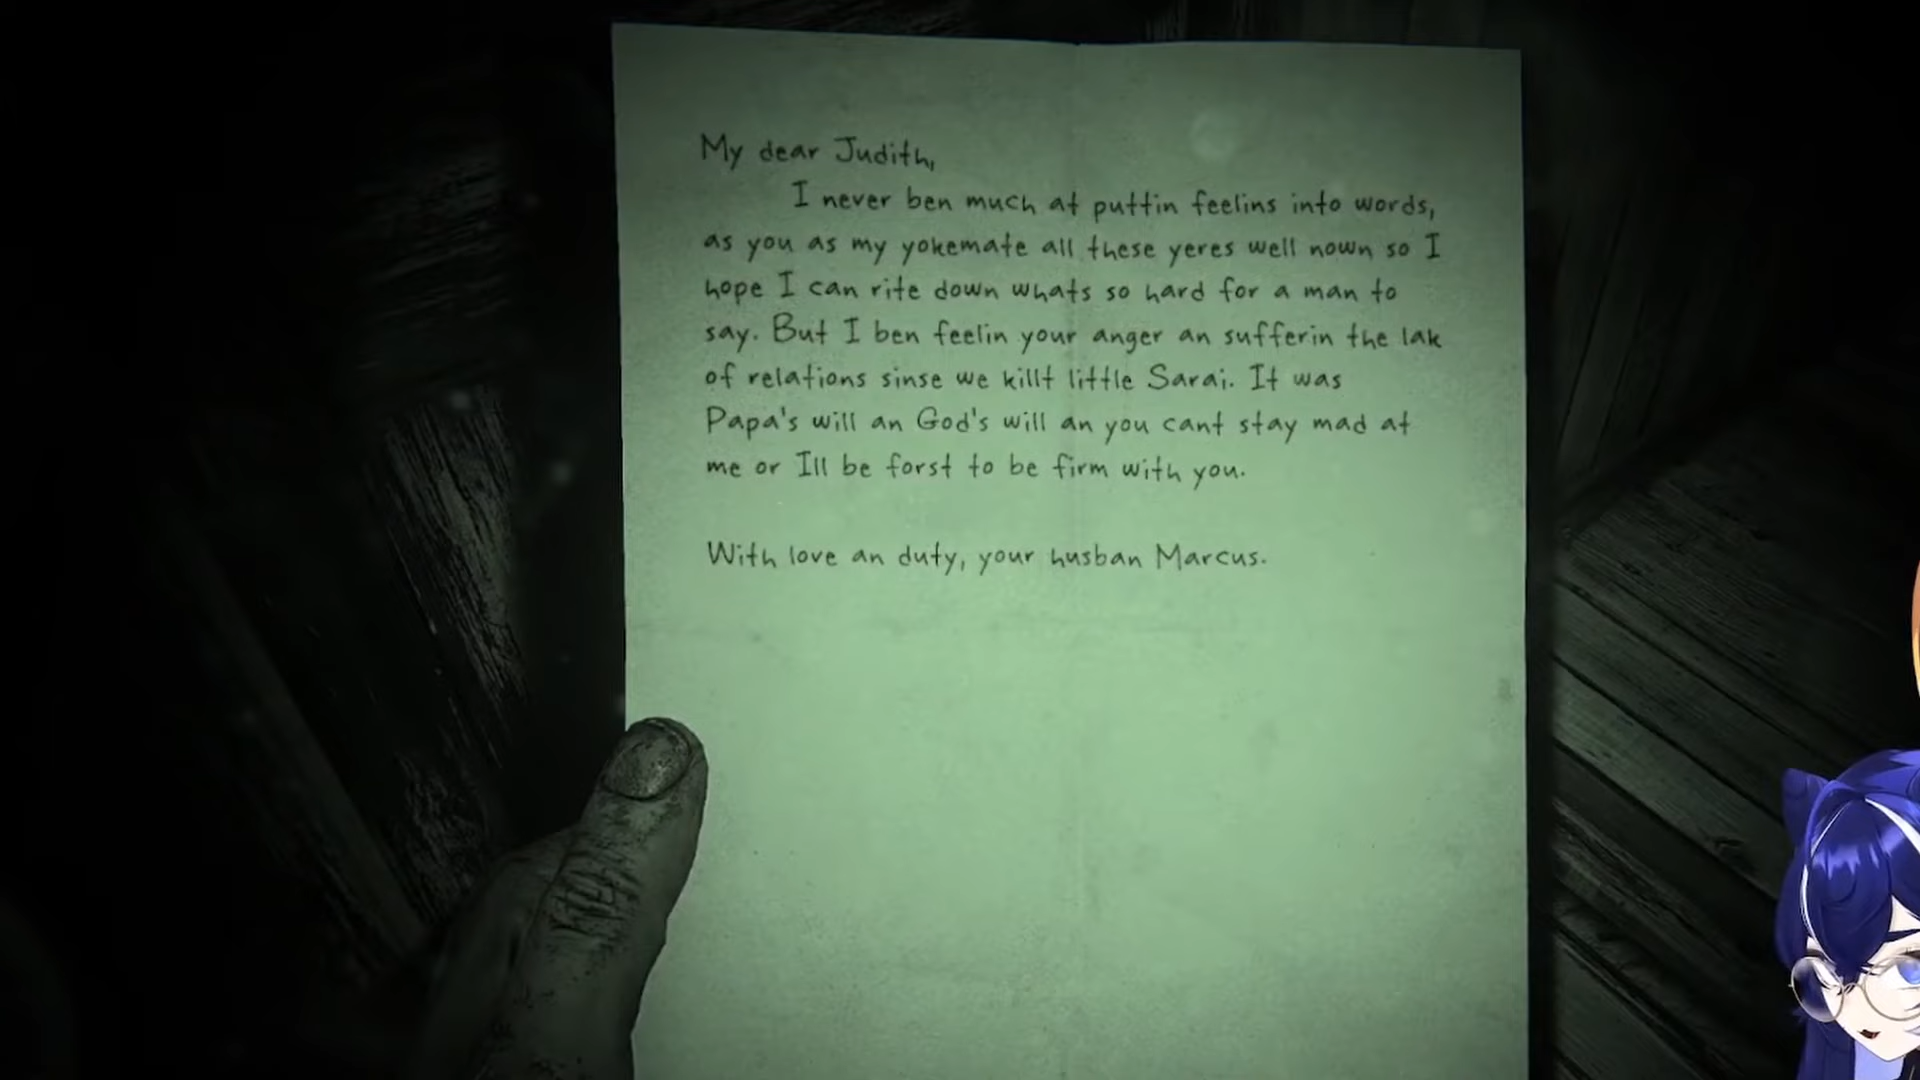 My dear Judith,
I never ben much at puttin feelins into words,
as you as my yokemate all these yeres well nown so I
hope I can rite down whats so hard for a man to
say. But I ben feelin your anger an sufferin the lak
of relations sinse we killt little Sarai. It was
Papa's will an God's will an you cant stay mad at
me or Ill be forst to be firm with you.
With love an duty, your husban Marcus.